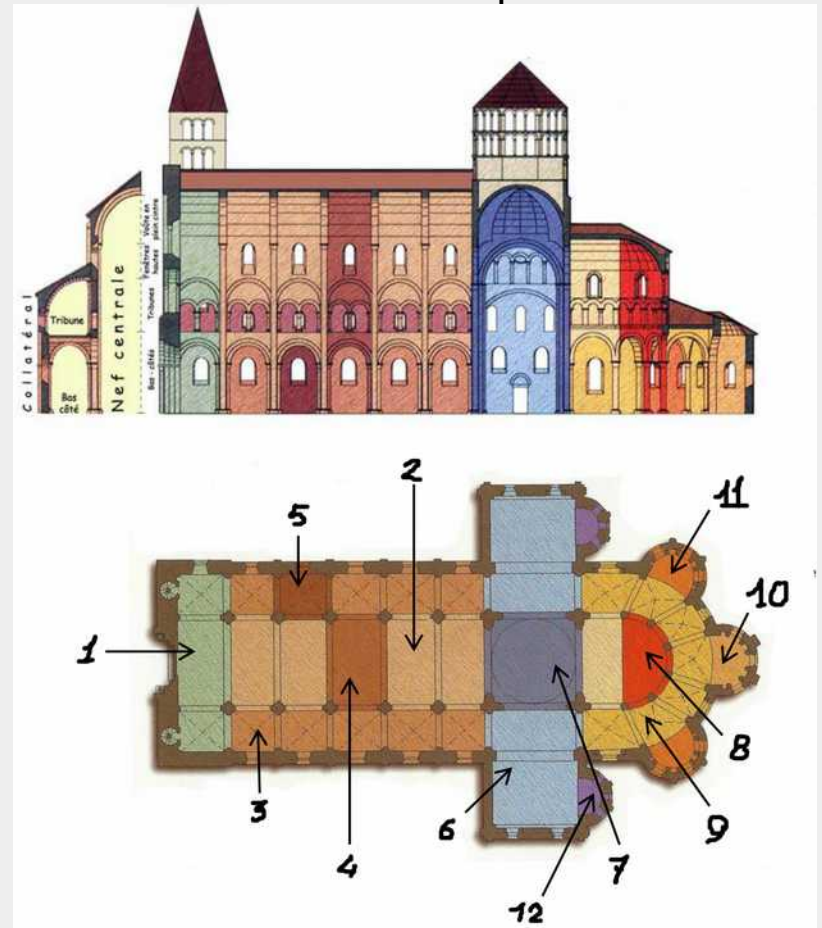 Collatéral
Tribune
Bas
côté
Nef centrale
Bas - côtés
Tribunes
Fenêtres
hautes
Voûte en
plein cintre
2
5
11
10
1
8
3
9
6
4
7
12